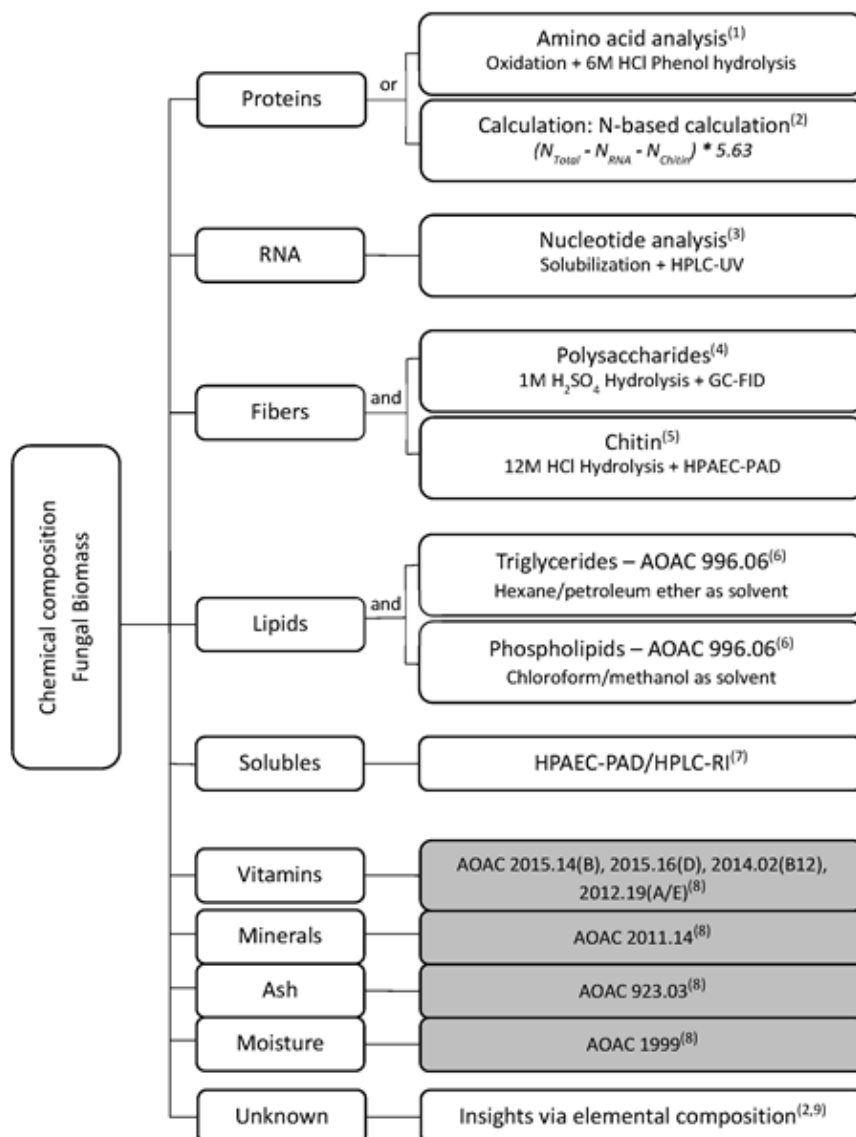 Chemical composition
Fungal Biomass
Proteins
or
Amino acid analysis(1)
Oxidation + 6M HCl Phenol hydrolysis
Calculation: N-based calculation(2)
(NTotal - NRNA - NChitin) * 5.63
RNA
Nucleotide analysis(3)
Solubilization + HPLC-UV
Fibers
and
Polysaccharides(4)
1M H2SO4 Hydrolysis + GC-FID
Chitin(5)
12M HCl Hydrolysis + HPAEC-PAD
Lipids
and
Triglycerides – AOAC 996.06(6)
Hexane/petroleum ether as solvent
Phospholipids – AOAC 996.06(6)
Chloroform/methanol as solvent
Solubles
HPAEC-PAD/HPLC-RI(7)
Vitamins
AOAC 2015.14(B), 2015.16(D), 2014.02(B12),
2012.19(A/E)(8)
Minerals
AOAC 2011.14(8)
Ash
AOAC 923.03(8)
Moisture
AOAC 1999(8)
Unknown
Insights via elemental composition(2,9)